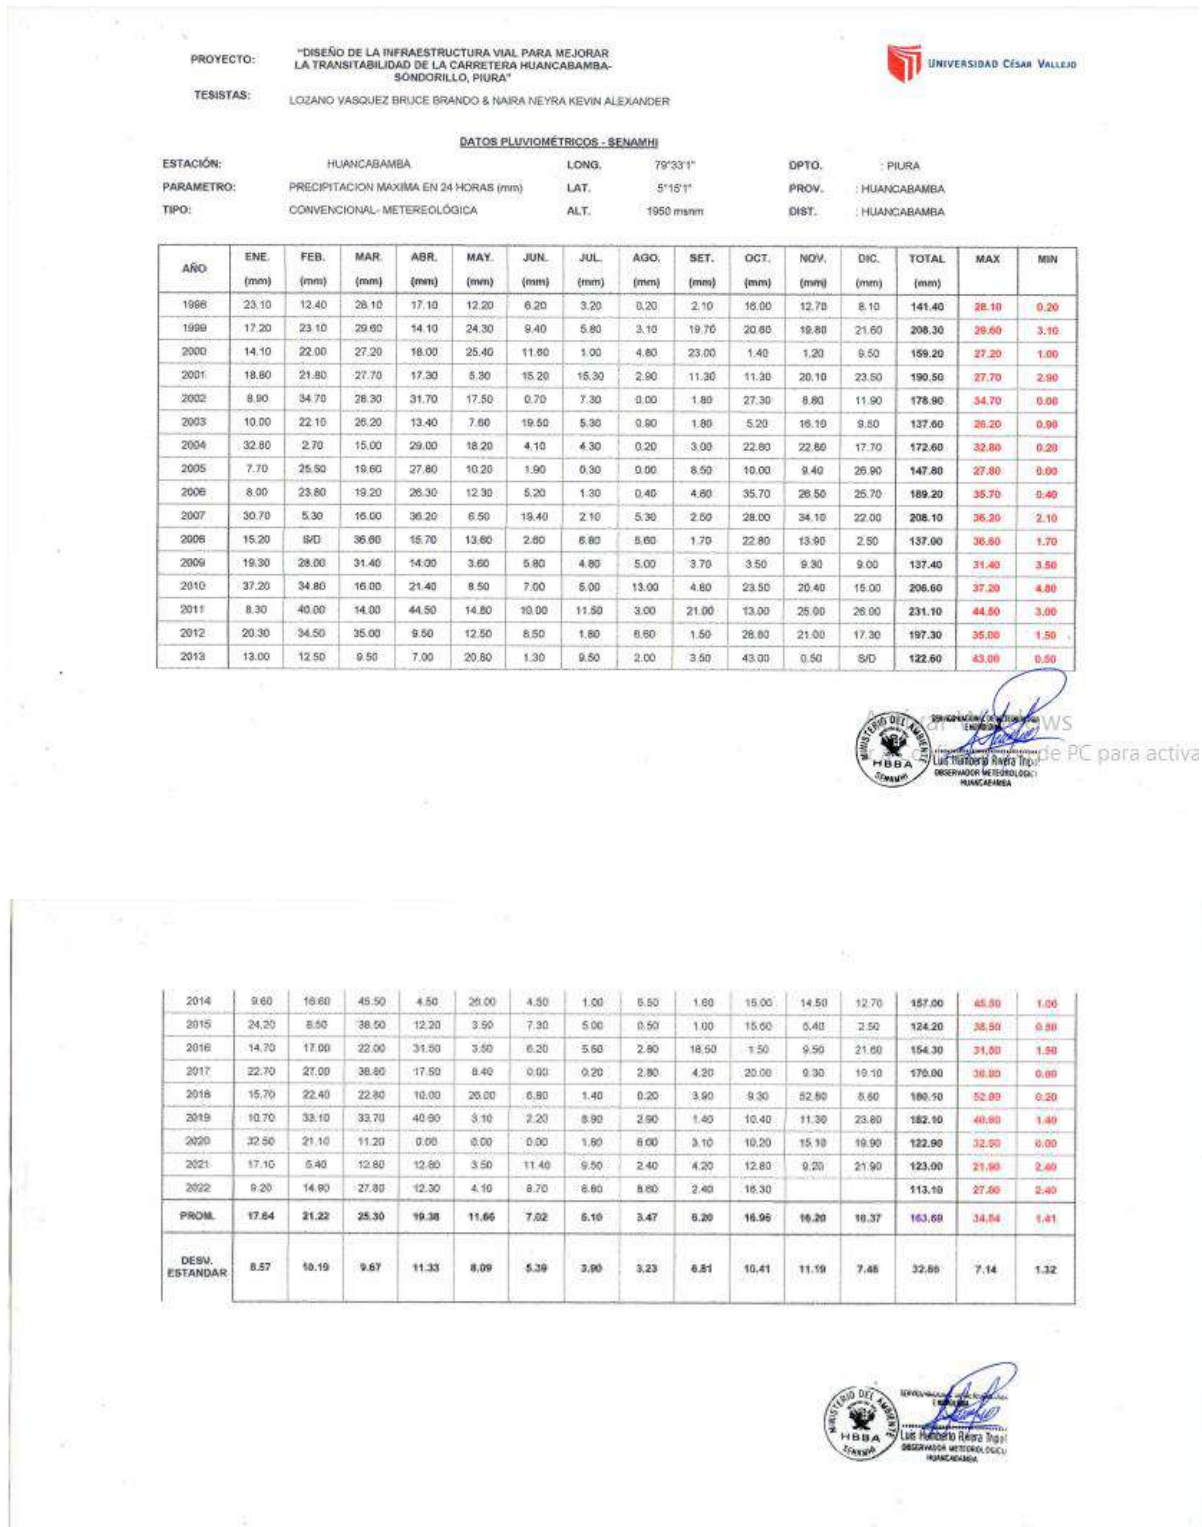 PROYECTO: "DISEÑO DE LA INFRAESTRUCTURA VIAL PARA MEJORAR
LA TRANSITABILIDAD DE LA CARRETERA HUANCABAMBA-
SONDORILLO, PIURA"
UNIVERSIDAD CÉSAR VALLEJO
TESISTAS: LOZANO VASQUEZ BRUCE BRANDO & NAIRA NEYRA KEVIN ALEXANDER
DATOS PLUVIOMÉTRICOS - SENAMHI
ESTACIÓN: HUANCABAMBA LONG. 79°33'1" DPTO. : PIURA
PARAMETRO: PRECIPITACION MAXIMA EN 24 HORAS (mm) LAT. 5°15'1" PROV. : HUANCABAMBA
TIPO: CONVENCIONAL- METEREOLÓGICA ALT. 1950 msnm DIST. : HUANCABAMBA
AÑO ENE. FEB. MAR. ABR. MAY. JUN. JUL. AGO. SET. OCT. NOV. DIC. TOTAL MAX MIN
(mm) (mm) (mm) (mm) (mm) (mm) (mm) (mm) (mm) (mm) (mm) (mm) (mm)
1998 23.10 12.40 28.10 17.10 12.20 6.20 3.20 0.20 2.10 16.00 12.70 8.10 141.40 28.10 0.20
1999 17.20 23.10 29.60 14.10 24.30 9.40 5.80 3.10 19.70 20.60 19.80 21.60 208.30 29.60 3.10
2000 14.10 22.00 27.20 18.00 25.40 11.60 1.00 4.80 23.00 1.40 1.20 9.50 159.20 27.20 1.00
2001 18.80 21.80 27.70 17.30 5.30 15.20 15.30 2.90 11.30 11.30 20.10 23.50 190.50 27.70 2.90
2002 8.90 34.70 28.30 31.70 17.50 0.70 7.30 0.00 1.80 27.30 8.80 11.90 178.90 34.70 0.00
2003 10.00 22.10 26.20 13.40 7.60 19.50 5.30 0.90 1.80 5.20 16.10 9.50 137.60 26.20 0.90
2004 32.80 2.70 15.00 29.00 18.20 4.10 4.30 0.20 3.00 22.80 22.80 17.70 172.60 32.80 0.20
2005 7.70 25.50 19.60 27.80 10.20 1.90 0.30 0.00 8.50 10.00 9.40 26.90 147.80 27.80 0.00
2006 8.00 23.80 19.20 26.30 12.30 5.20 1.30 0.40 4.80 35.70 26.50 25.70 189.20 35.70 0.40
2007 30.70 5.30 16.00 36.20 6.50 19.40 2.10 5.30 2.50 28.00 34.10 22.00 208.10 36.20 2.10
2008 15.20 S/D 36.60 15.70 13.60 2.60 6.80 5.60 1.70 22.80 13.90 2.50 137.00 36.60 1.70
2009 19.30 28.00 31.40 14.00 3.60 5.80 4.80 5.00 3.70 3.50 9.30 9.00 137.40 31.40 3.50
2010 37.20 34.80 16.00 21.40 8.50 7.00 5.00 13.00 4.80 23.50 20.40 15.00 206.60 37.20 4.80
2011 8.30 40.00 14.00 44.50 14.80 10.00 11.50 3.00 21.00 13.00 25.00 26.00 231.10 44.50 3.00
2012 20.30 34.50 35.00 9.50 12.50 8.50 1.80 6.60 1.50 28.80 21.00 17.30 197.30 35.00 1.50
2013 13.00 12.50 9.50 7.00 20.80 1.30 9.50 2.00 3.50 43.00 0.50 S/D 122.60 43.00 0.50
MINISTERIO DEL AMBIENTE
HBBA
SENAMHI
Luis Humberto Rivera
OBSERVADOR METEOROLOGIC
HUANCABAMBA
de PC para activa
2014 9.60 16.60 45.50 4.50 26.00 4.50 1.00 6.50 1.60 15.00 14.50 12.70 157.00 45.50 1.00
2015 24.20 8.50 38.50 12.20 3.50 7.30 5.00 0.50 1.00 15.60 5.40 2.50 124.20 38.50 0.50
2016 14.70 17.00 22.00 31.50 3.50 6.20 5.60 2.80 18.50 1.50 9.50 21.60 154.30 31.50 1.50
2017 22.70 27.00 38.80 17.50 8.40 0.00 0.20 2.80 4.20 20.00 9.30 19.10 170.00 38.80 0.00
2018 15.70 22.40 22.80 10.00 26.00 6.80 1.40 0.20 3.90 9.30 52.80 8.60 180.10 0.20
2019 10.70 33.10 33.70 40.80 3.10 2.20 8.90 2.90 1.40 10.40 11.30 23.80 182.10 40.80 1.40
2020 32.50 21.10 11.20 0.00 0.00 0.00 1.80 8.00 3.10 10.20 15.10 19.90 122.90 32.50 0.00
2021 17.10 6.40 12.80 12.80 3.50 11.40 9.50 2.40 4.20 12.80 9.20 21.90 123.00 21.90 2.40
2022 9.20 14.90 27.80 12.30 4.10 8.70 8.80 8.60 2.40 16.30 113.10 27.80 2.40
PROM. 17.64 21.22 25.30 19.38 11.66 7.02 5.10 3.47 6.20 16.96 16.20 16.37 163.69 34.84 1.41
DESV.
ESTANDAR 8.57 10.19 9.67 11.33 8.09 5.39 3.90 3.23 6.81 10.41 11.19 7.46 32.86 7.14 1.32
MINISTERIO DEL AMBIENTE
HBBA
SENAMHI
Luis Humberto Rivera
OBSERVADOR METEOROLOGIC
HUANCABAMBA